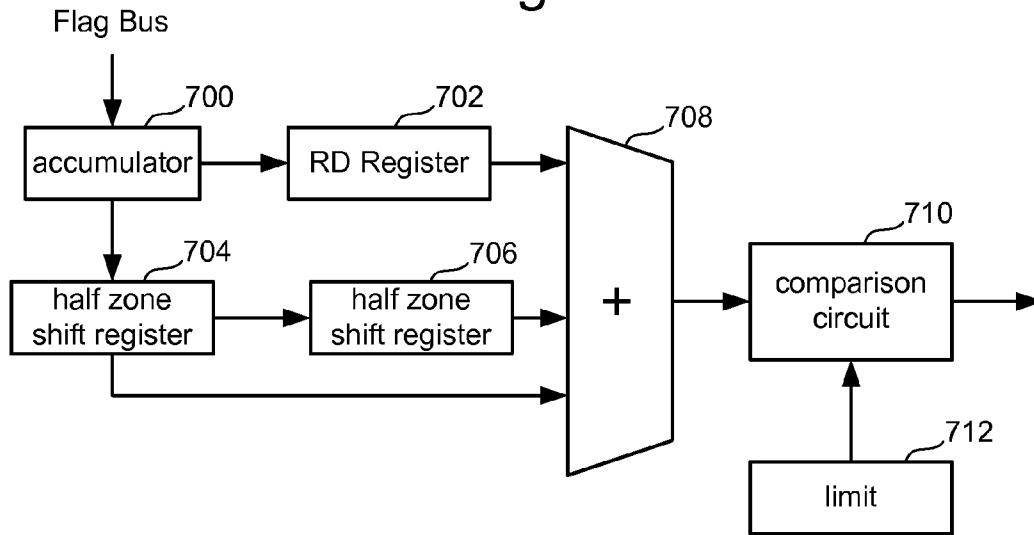 Flag Bus
700
702
708
accumulator
RD Register
704
706
710
half zone
shift register
half zone
shift register
+
comparison
circuit
712
limit